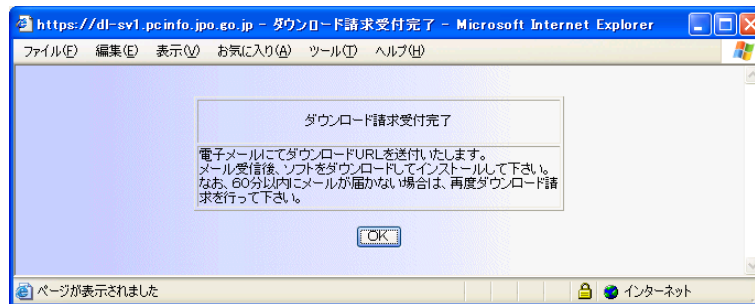 https://dl-sv1.pcinfo.jpo.go.jp - ダウンロード請求受付完了 - Microsoft Internet Explorer
ファイル(F) 編集(E) 表示(V) お気に入り(A) ツール(T) ヘルプ(H)
ダウンロード請求受付完了
電子メールにてダウンロードURLを送付いたします。
メール受信後、ソフトをダウンロードしてインストールして下さい。
なお、60分以内にメールが届かない場合は、再度ダウンロード請
求を行って下さい。
OK
ページが表示されました インターネット